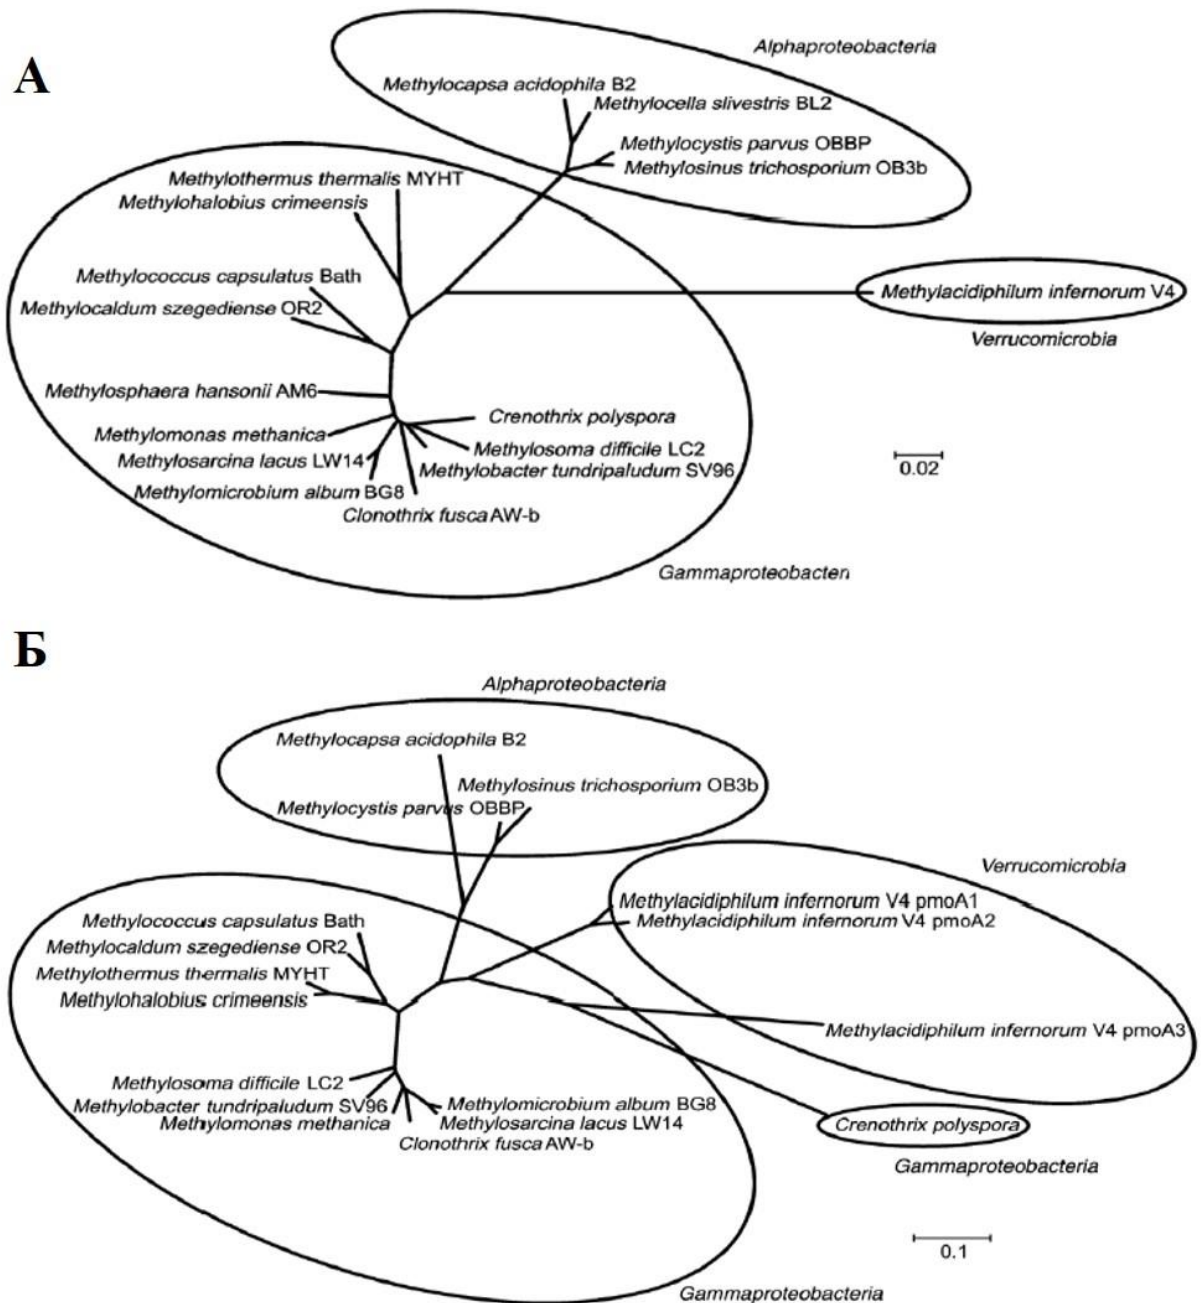 А
Alphaproteobacteria
Methylocapsa acidophila B2
Methylocella slivestris BL2
Methylocystis parvus OBBP
Methylosinus trichosporium OB3b
Methylothermus thermalis MYHT
Methylohalobius crimeensis
Methylococcus capsulatus Bath
Methylocaldum szegediense OR2
Methylacidiphilum infernorum V4
Verrucomicrobia
Methylosphaera hansonii AM6
Crenothrix polyspora
Methylomonas methanica
Methylosoma difficile LC2
Methylosarcina lacus LW14
Methylobacter tundripaludum SV96
Methylomicrobium album BG8
Clonothrix fusca AW-b
0.02
Gammaproteobacteri
Б
Alphaproteobacteria
Methylocapsa acidophila B2
Methylosinus trichosporium OB3b
Methylocystis parvus OBBP
Verrucomicrobia
Methylacidiphilum infernorum V4 pmoA1
Methylacidiphilum infernorum V4 pmoA2
Methylococcus capsulatus Bath
Methylocaldum szegediense OR2
Methylothermus thermalis MYHT
Methylohalobius crimeensis
Methylacidiphilum infernorum V4 pmoA3
Methylosoma difficile LC2
Methylobacter tundripaludum SV96
Methylomonas methanica
Methylomicrobium album BG8
Methylosarcina lacus LW14
Clonothrix fusca AW-b
Crenothrix polyspora
Gammaproteobacteria
0.1
Gammaproteobacteria